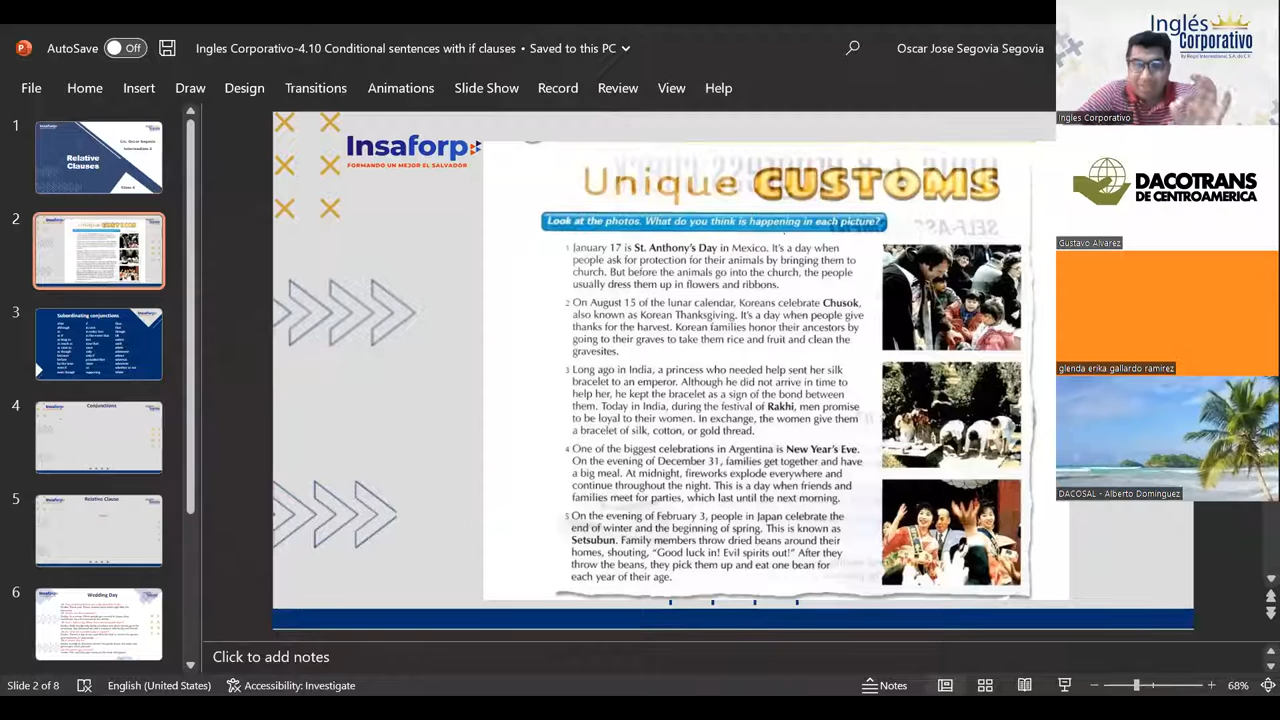 AutoSave Off Ingles Corporativo-4.10 Conditional sentences with if clauses • Saved to this PC Oscar Jose Segovia Segovia
File Home Insert Draw Design Transitions Animations Slide Show Record Review View Help
Inglés
Corporativo
Ingles Corporativo
DACOTRANS
DE CENTROAMERICA
Gustavo Alvarez
glenda erika gallardo ramirez
DACOSAL - Alberto Dominguez
1
Relative
Clauses
2
3
Subordinating conjunctions
4
Conjunctions
5
Relative Clause
6
Wedding Day
Insaforp
FORMANDO UN MEJOR EL SALVADOR
Unique CUSTOMS
Look at the photos. What do you think is happening in each picture?
1 January 17 is St. Anthony's Day in Mexico. It's a day when
people ask for protection for their animals by bringing them to
church. But before the animals go into the church, the people
usually dress them up in flowers and ribbons.
2 On August 15 of the lunar calendar, Koreans celebrate Chusok,
also known as Korean Thanksgiving. It's a day when people give
thanks for the harvest. Korean families honor their ancestors by
going to their graves to take them rice and fruit and clean the
gravesites.
3 Long ago in India, a princess who needed help sent her silk
bracelet to an emperor. Although he did not arrive in time to
help her, he kept the bracelet as a sign of the bond between
them. Today in India, during the festival of Rakhi, men promise
to be loyal to their women. In exchange, the women give them
a bracelet of silk, cotton, or gold thread.
4 One of the biggest celebrations in Argentina is New Year's Eve.
On the evening of December 31, families get together and have
a big meal. At midnight, fireworks explode everywhere and
continue throughout the night. This is a day when friends and
families meet for parties, which last until the next morning.
5 On the evening of February 3, people in Japan celebrate the
end of winter and the beginning of spring. This is known as
Setsubun. Family members throw dried beans around their
homes, shouting, "Good luck in! Evil spirits out!" After they
throw the beans, they pick them up and eat one bean for
each year of their age.
Click to add notes
Slide 2 of 8 English (United States) Accessibility: Investigate Notes 68%